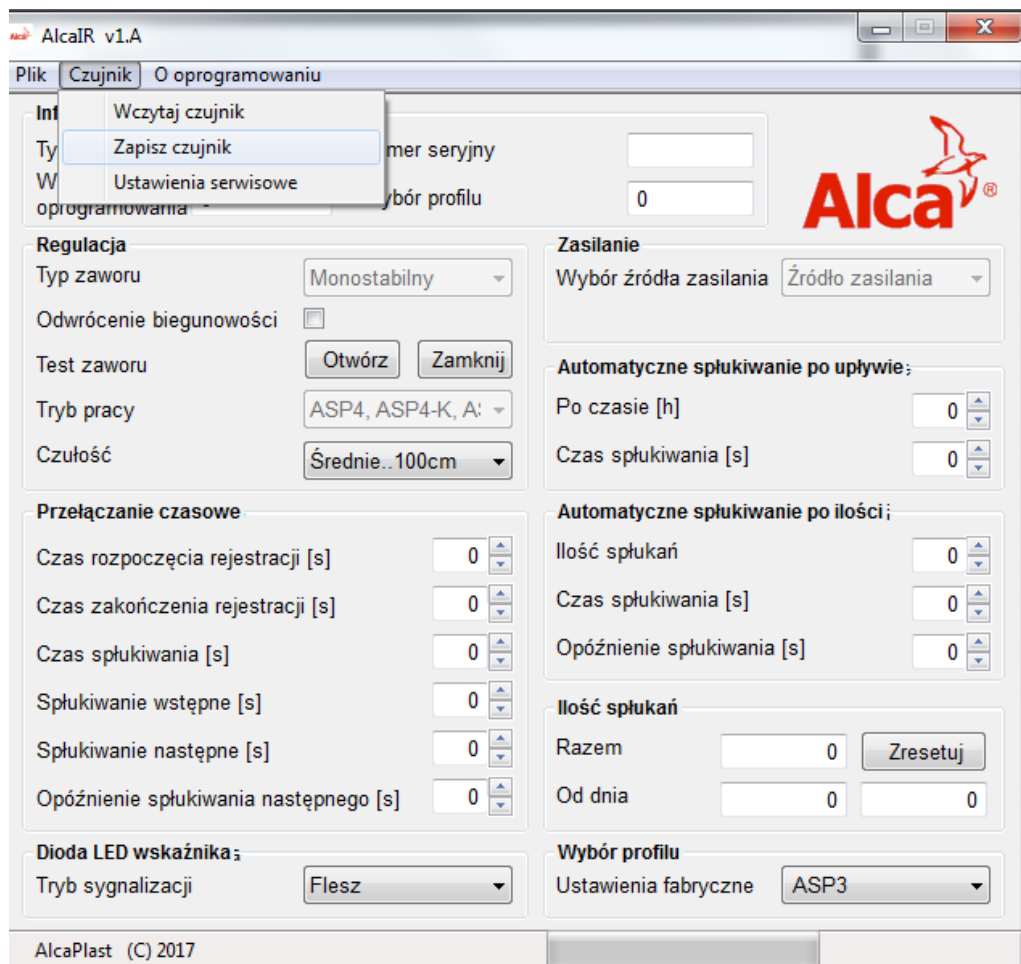 AlcaIR v1.A
Plik Czujnik O oprogramowaniu
Wczytaj czujnik
Zapisz czujnik
Ustawienia serwisowe
Inf
Ty mer seryjny
W
oprogramowania - ybór profilu 0
Alca®
Regulacja
Typ zaworu Monostabilny
Odwrócenie biegunowości
Test zaworu Otwórz Zamknij
Tryb pracy ASP4, ASP4-K, A
Czułość Średnie..100cm
Zasilanie
Wybór źródła zasilania Źródło zasilania
Automatyczne spłukiwanie po upływie
Po czasie [h] 0
Czas spłukiwania [s] 0
Przełączanie czasowe
Czas rozpoczęcia rejestracji [s] 0
Czas zakończenia rejestracji [s] 0
Czas spłukiwania [s] 0
Spłukiwanie wstępne [s] 0
Spłukiwanie następne [s] 0
Opóźnienie spłukiwania następnego [s] 0
Automatyczne spłukiwanie po ilości
Ilość spłukań 0
Czas spłukiwania [s] 0
Opóźnienie spłukiwania [s] 0
Ilość spłukań
Razem 0 Zresetuj
Od dnia 0 0
Dioda LED wskaźnika
Tryb sygnalizacji Flesz
Wybór profilu
Ustawienia fabryczne ASP3
AlcaPlast (C) 2017